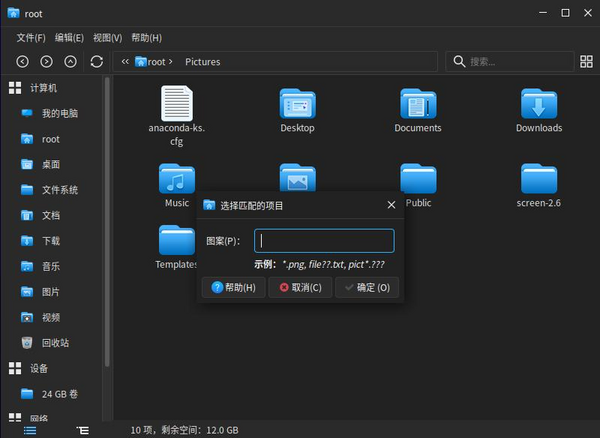 root
文件(F) 编辑(E) 视图(V) 帮助(H)
root Pictures 搜索...
计算机
我的电脑
root
桌面
文件系统
文档
下载
音乐
图片
视频
回收站
设备
24 GB 卷
网络
anaconda-ks.
cfg
Desktop
Documents
Downloads
Music
Public
screen-2.6
Templates
选择匹配的项目
图案(P)：
示例：*.png, file??.txt, pict*.???
帮助(H) 取消(C) 确定 (O)
10 项，剩余空间：12.0 GB